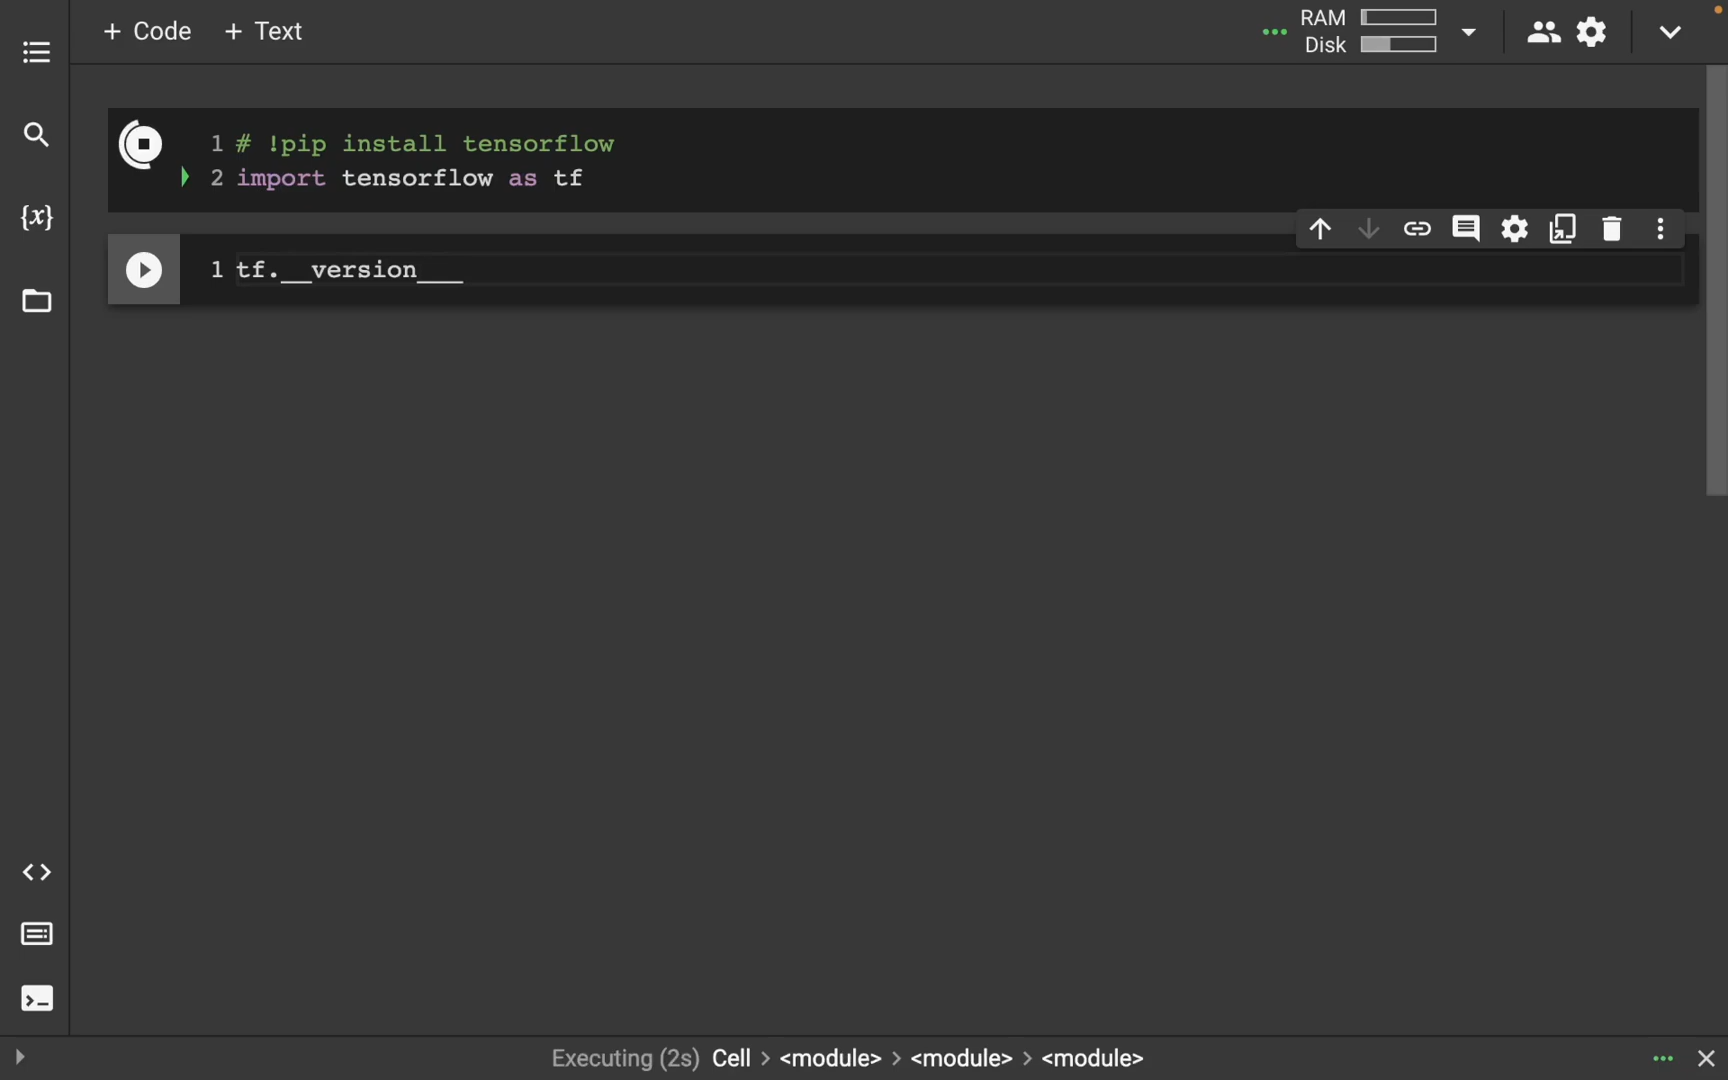 + Code + Text
RAM
Disk
{x}
1 # !pip install tensorflow
2 import tensorflow as tf
1 tf.__version___
Executing (2s) Cell > <module> > <module> > <module>